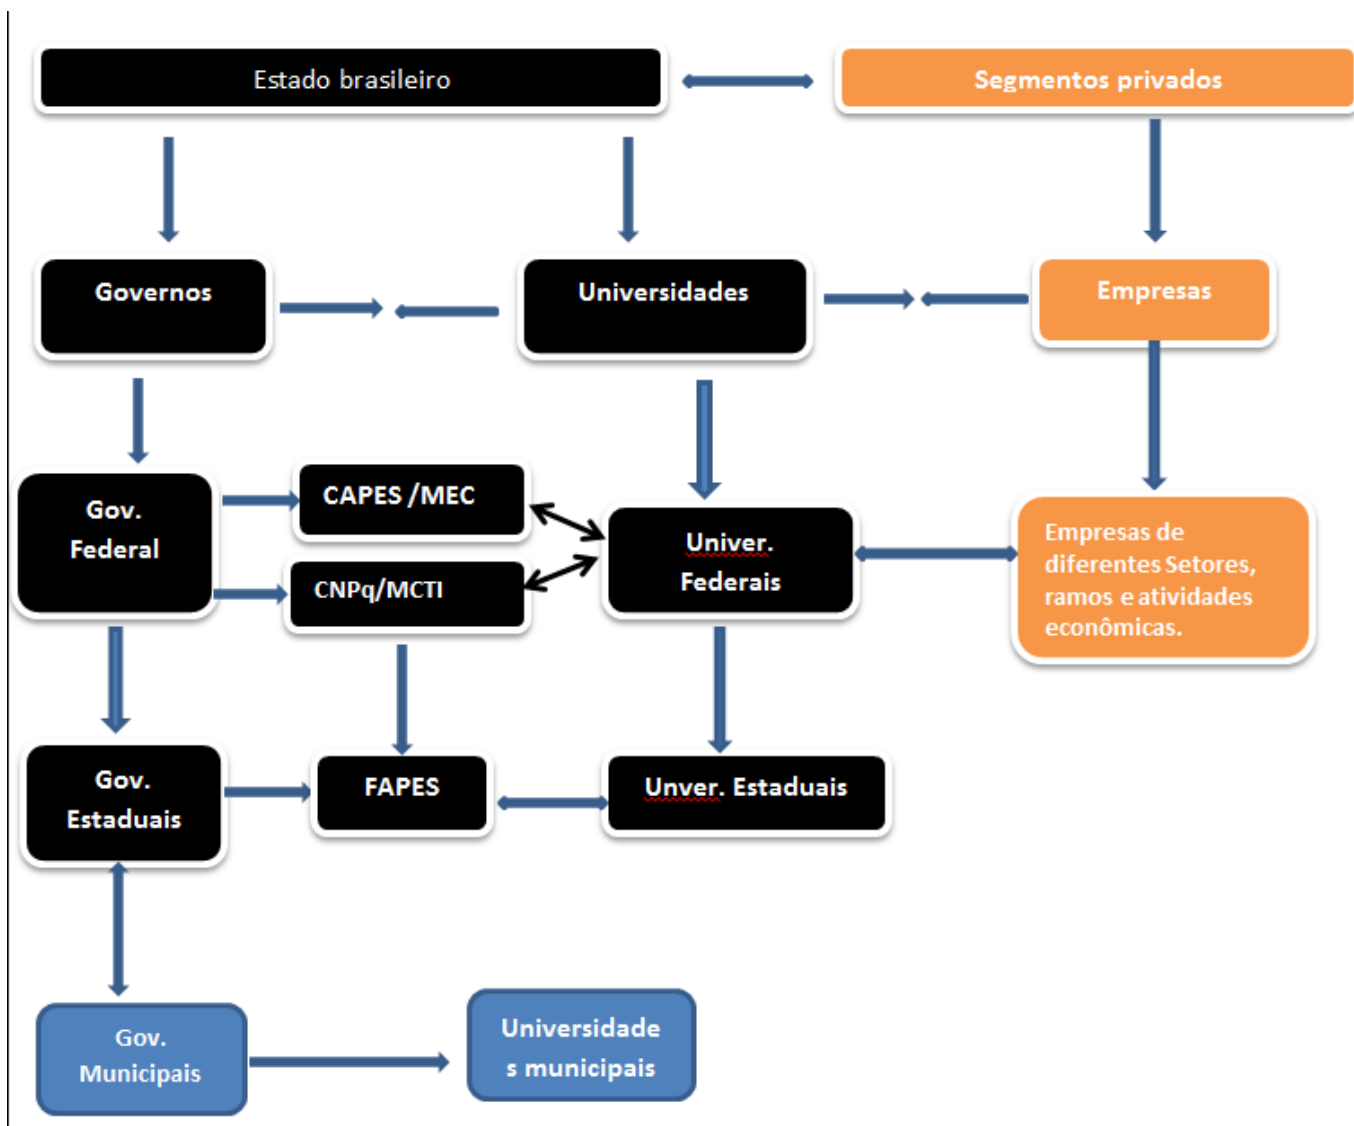 Estado brasileiro
Segmentos privados
Governos
Universidades
Empresas
Gov.
Federal
CAPES /MEC
CNPq/MCTI
Univer.
Federais
Empresas de
diferentes Setores,
ramos e atividades
econômicas.
Gov.
Estaduais
FAPES
Unver. Estaduais
Gov.
Municipais
Universidade
s municipais